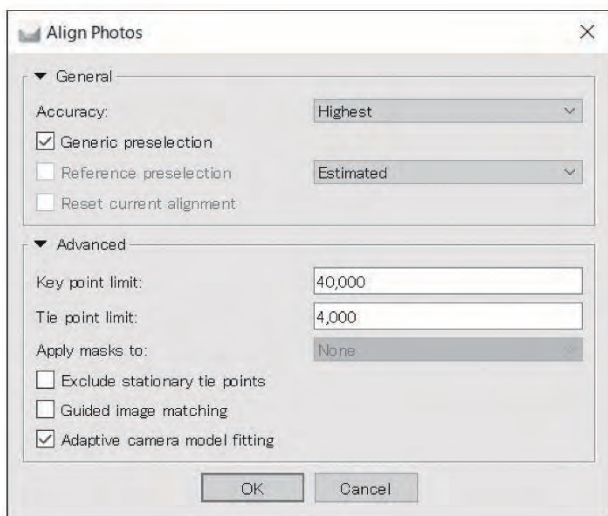 Align Photos
General
Accuracy: Highest
Generic preselection
Reference preselection Estimated
Reset current alignment
Advanced
Key point limit: 40,000
Tie point limit: 4,000
Apply masks to: None
Exclude stationary tie points
Guided image matching
Adaptive camera model fitting
OK Cancel